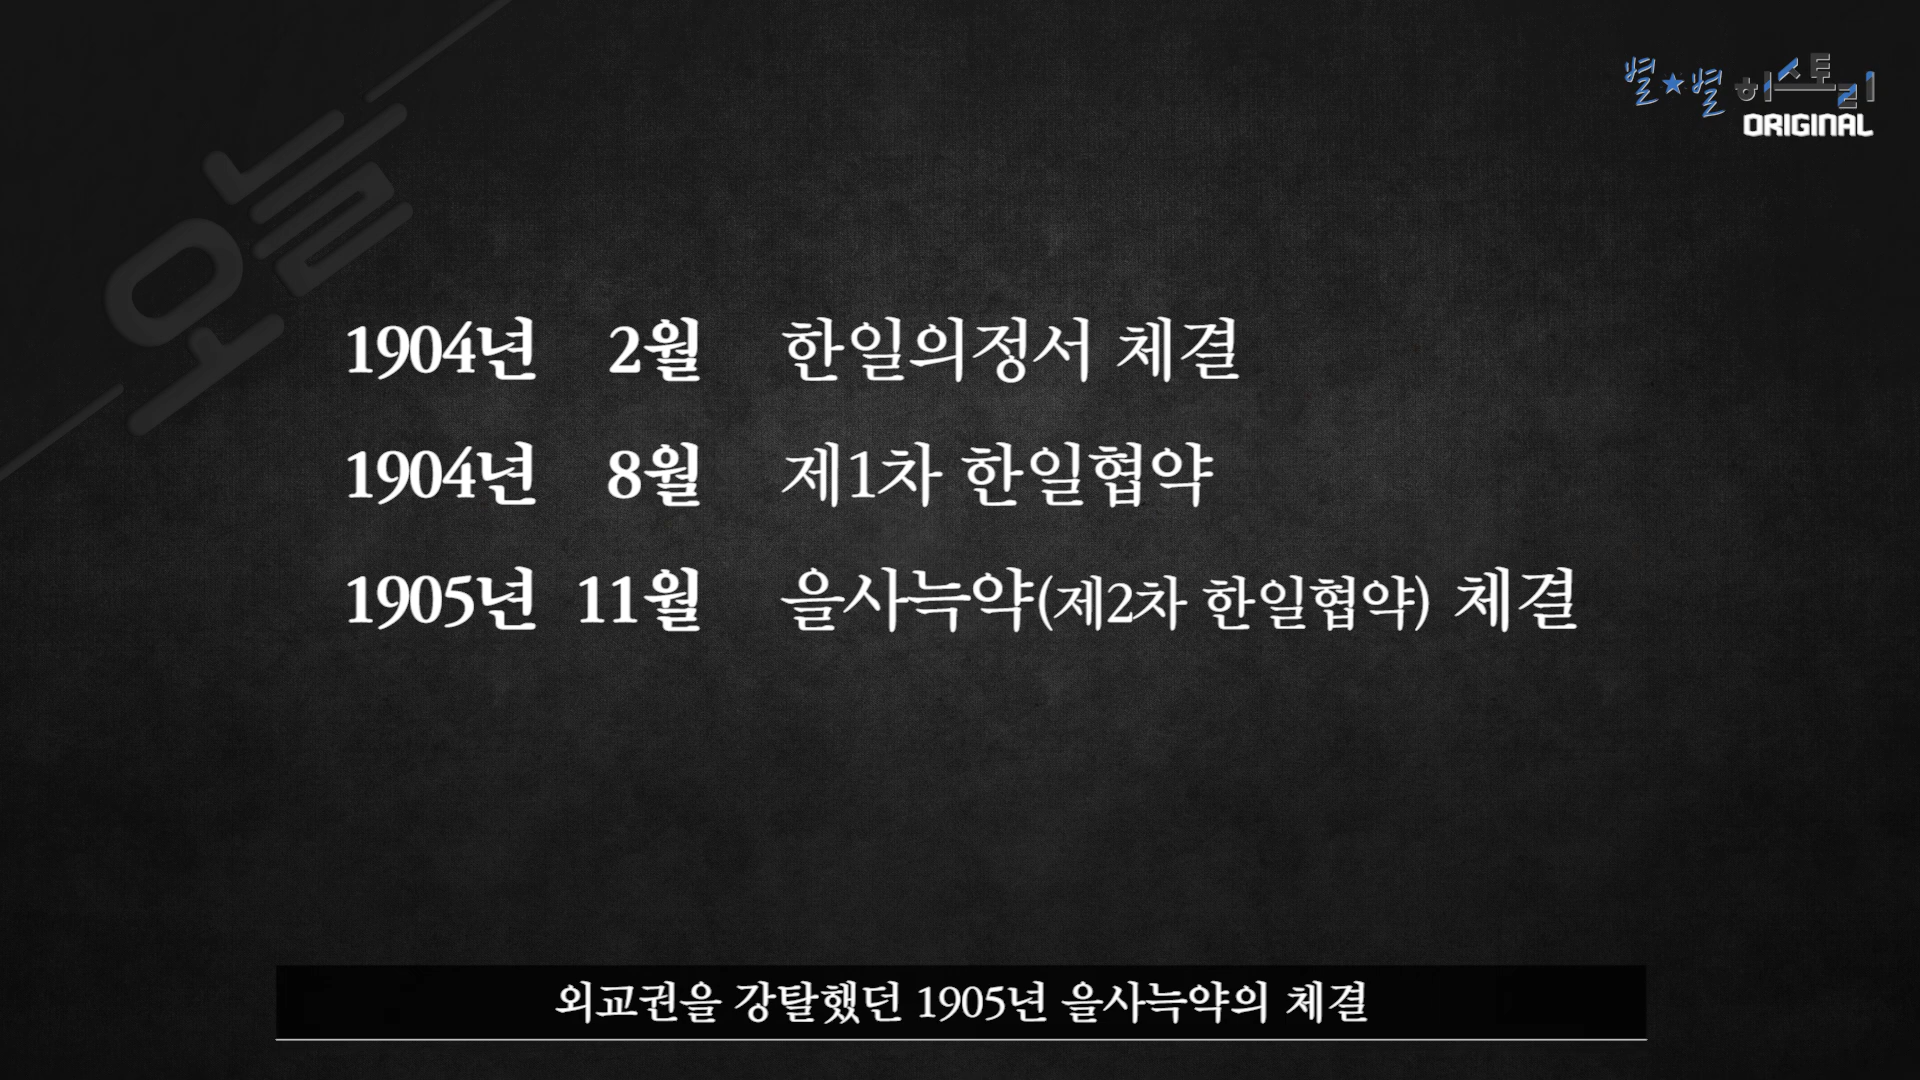 별★별 히스토리
ORIGINAL
오늘
1904년 2월 한일의정서 체결
1904년 8월 제1차 한일협약
1905년 11월 을사늑약(제2차 한일협약) 체결
외교권을 강탈했던 1905년 을사늑약의 체결